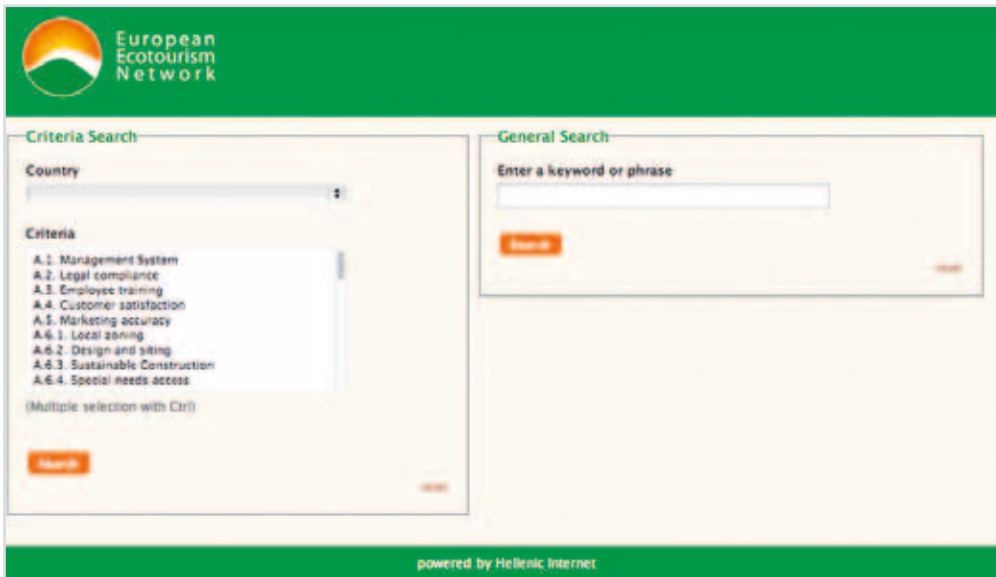 European
Ecotourism
Network
Criteria Search
Country
Criteria
A.1. Management System
A.2. Legal compliance
A.3. Employee training
A.4. Customer satisfaction
A.5. Marketing accuracy
A.6.1. Local zoning
A.6.2. Design and siting
A.6.3. Sustainable Construction
A.6.4. Special needs access
(Multiple selection with Ctrl)
Search
General Search
Enter a keyword or phrase
Search
powered by Hellenic Internet